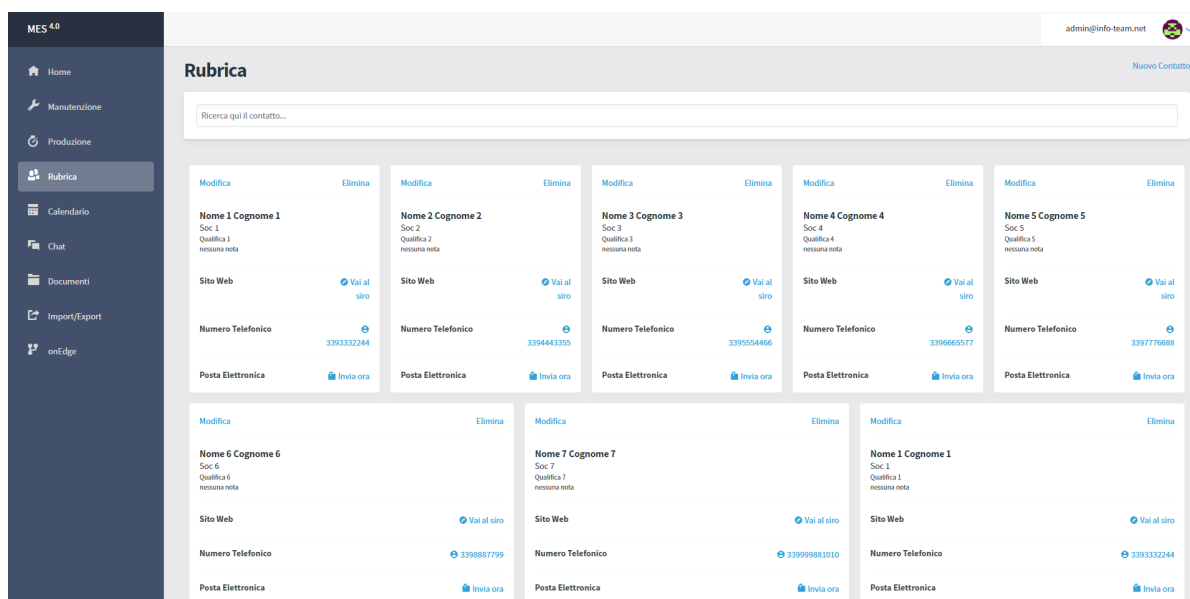 MES 4.0
admin@info-team.net
Home
Manutenzione
Produzione
Rubrica
Calendario
Chat
Documenti
Import/Export
onEdge
Rubrica
Nuovo Contatto
Ricerca qui il contatto...
Modifica Elimina
Nome 1 Cognome 1
Soc 1
Qualifica 1
nessuna nota
Sito Web Vai al
siro
Numero Telefonico
3393332244
Posta Elettronica Invia ora
Modifica Elimina
Nome 2 Cognome 2
Soc 2
Qualifica 2
nessuna nota
Sito Web Vai al
siro
Numero Telefonico
3394443355
Posta Elettronica Invia ora
Modifica Elimina
Nome 3 Cognome 3
Soc 3
Qualifica 3
nessuna nota
Sito Web Vai al
siro
Numero Telefonico
3395554466
Posta Elettronica Invia ora
Modifica Elimina
Nome 4 Cognome 4
Soc 4
Qualifica 4
nessuna nota
Sito Web Vai al
siro
Numero Telefonico
3396665577
Posta Elettronica Invia ora
Modifica Elimina
Nome 5 Cognome 5
Soc 5
Qualifica 5
nessuna nota
Sito Web Vai al
siro
Numero Telefonico
3397776688
Posta Elettronica Invia ora
Modifica Elimina
Nome 6 Cognome 6
Soc 6
Qualifica 6
nessuna nota
Sito Web Vai al siro
Numero Telefonico 3398887799
Posta Elettronica Invia ora
Modifica Elimina
Nome 7 Cognome 7
Soc 7
Qualifica 7
nessuna nota
Sito Web Vai al siro
Numero Telefonico 339999881010
Posta Elettronica Invia ora
Modifica Elimina
Nome 1 Cognome 1
Soc 1
Qualifica 1
nessuna nota
Sito Web Vai al siro
Numero Telefonico 3393332244
Posta Elettronica Invia ora